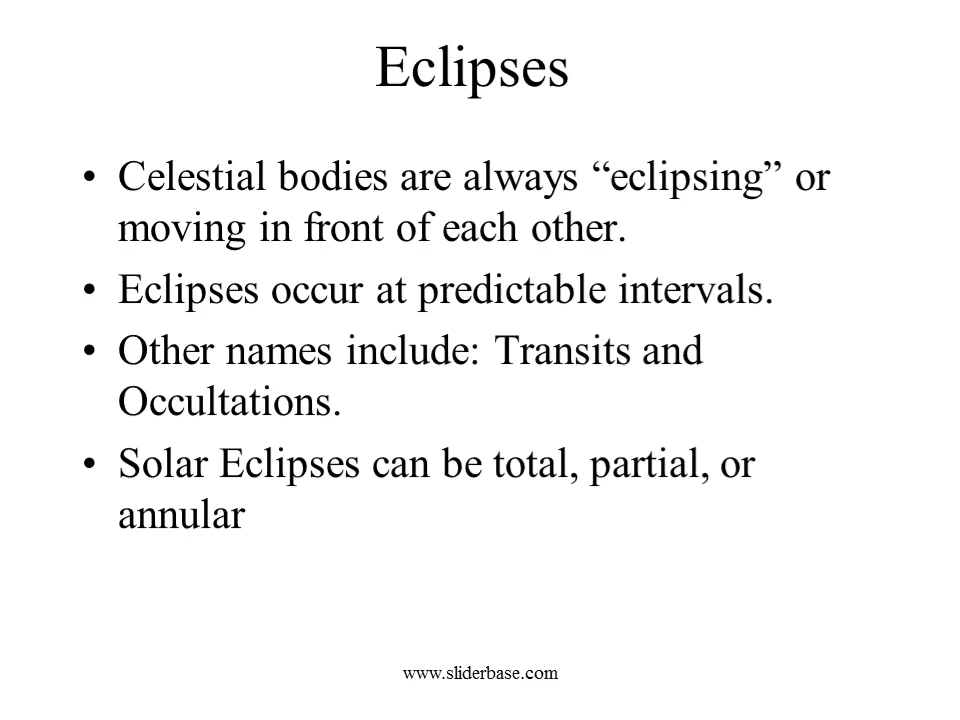 Eclipses
• Celestial bodies are always “eclipsing” or
moving in front of each other.
• Eclipses occur at predictable intervals.
• Other names include: Transits and
Occultations.
• Solar Eclipses can be total, partial, or
annular
www.sliderbase.com